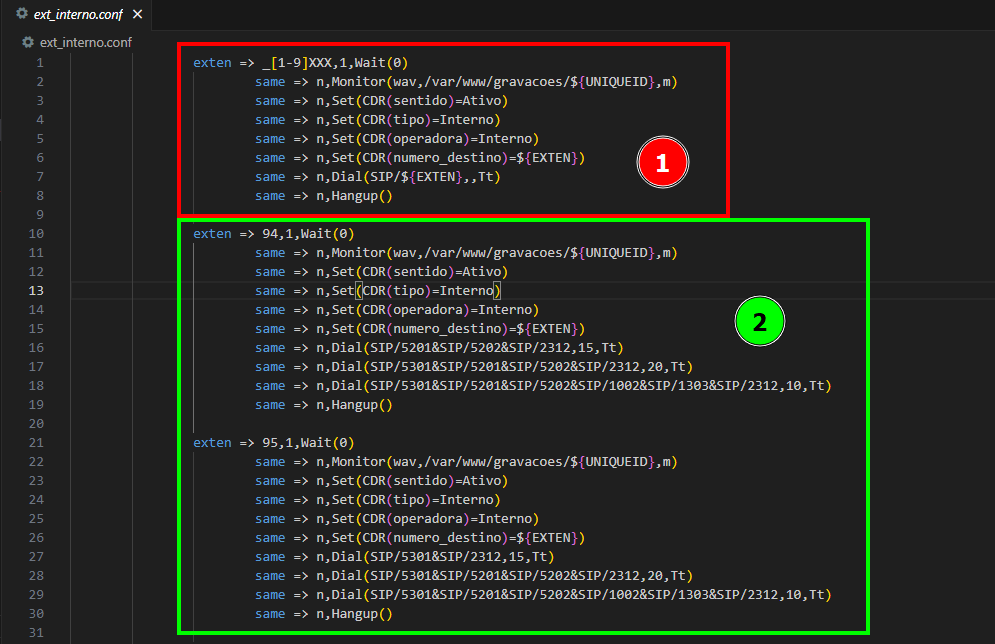 ext_interno.conf
ext_interno.conf
1 exten => _[1-9]XXX,1,Wait(0)
2 same => n,Monitor(wav,/var/www/gravacoes/${UNIQUEID},m)
3 same => n,Set(CDR(sentido)=Ativo)
4 same => n,Set(CDR(tipo)=Interno)
5 same => n,Set(CDR(operadora)=Interno)
6 same => n,Set(CDR(numero_destino)=${EXTEN})
7 same => n,Dial(SIP/${EXTEN},,Tt)
1
8 same => n,Hangup()
9
10 exten => 94,1,Wait(0)
11 same => n,Monitor(wav,/var/www/gravacoes/${UNIQUEID},m)
12 same => n,Set(CDR(sentido)=Ativo)
13 same => n,Set(CDR(tipo)=Interno)
14 same => n,Set(CDR(operadora)=Interno)
2
15 same => n,Set(CDR(numero_destino)=${EXTEN})
16 same => n,Dial(SIP/5201&SIP/5202&SIP/2312,15,Tt)
17 same => n,Dial(SIP/5301&SIP/5201&SIP/5202&SIP/2312,20,Tt)
18 same => n,Dial(SIP/5301&SIP/5201&SIP/5202&SIP/1002&SIP/1303&SIP/2312,10,Tt)
19 same => n,Hangup()
20
21 exten => 95,1,Wait(0)
22 same => n,Monitor(wav,/var/www/gravacoes/${UNIQUEID},m)
23 same => n,Set(CDR(sentido)=Ativo)
24 same => n,Set(CDR(tipo)=Interno)
25 same => n,Set(CDR(operadora)=Interno)
26 same => n,Set(CDR(numero_destino)=${EXTEN})
27 same => n,Dial(SIP/5301&SIP/2312,15,Tt)
28 same => n,Dial(SIP/5301&SIP/5201&SIP/5202&SIP/2312,20,Tt)
29 same => n,Dial(SIP/5301&SIP/5201&SIP/5202&SIP/1002&SIP/1303&SIP/2312,10,Tt)
30 same => n,Hangup()
31